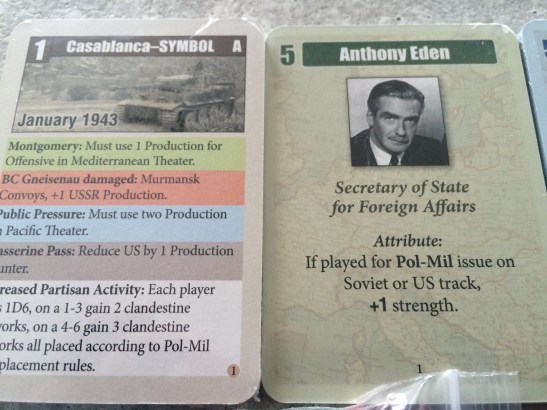 1 Casablanca–SYMBOL A
January 1943
Montgomery: Must use 1 Production for
Offensive in Mediterranean Theater.
BC Gneisenau damaged: Murmansk
Convoys, +1 USSR Production.
Public Pressure: Must use two Production
Pacific Theater.
asserine Pass: Reduce US by 1 Production
unter.
reased Partisan Activity: Each player
1D6, on a 1-3 gain 2 clandestine
works, on a 4-6 gain 3 clandestine
orks all placed according to Pol-Mil
placement rules.
1
5 Anthony Eden
Secretary of State
for Foreign Affairs
Attribute:
If played for Pol-Mil issue on
Soviet or US track,
+1 strength.
1